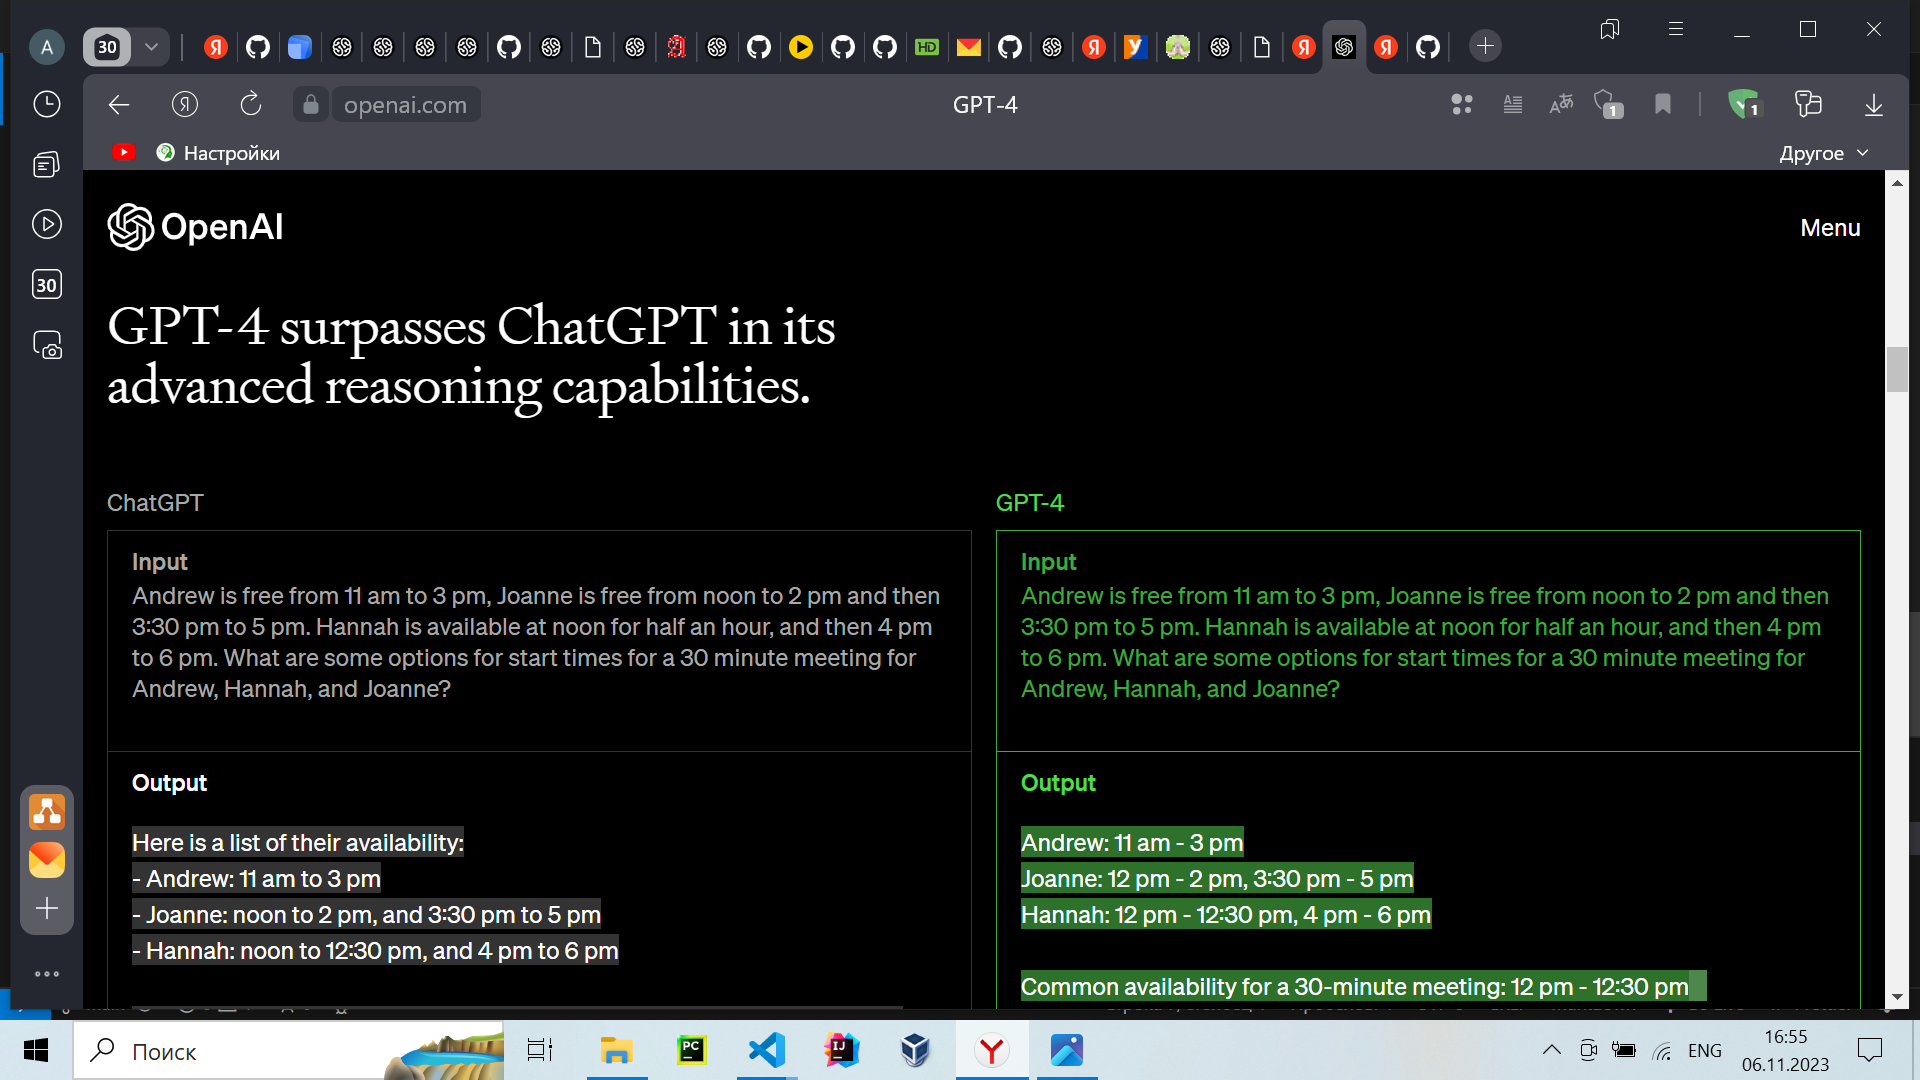 A
30
openai.com
GPT-4
1
1
Настройки
Другое
30
OpenAI
Menu
GPT-4 surpasses ChatGPT in its
advanced reasoning capabilities.
ChatGPT
Input
Andrew is free from 11 am to 3 pm, Joanne is free from noon to 2 pm and then
3:30 pm to 5 pm. Hannah is available at noon for half an hour, and then 4 pm
to 6 pm. What are some options for start times for a 30 minute meeting for
Andrew, Hannah, and Joanne?
Output
Here is a list of their availability:
- Andrew: 11 am to 3 pm
- Joanne: noon to 2 pm, and 3:30 pm to 5 pm
- Hannah: noon to 12:30 pm, and 4 pm to 6 pm
GPT-4
Input
Andrew is free from 11 am to 3 pm, Joanne is free from noon to 2 pm and then
3:30 pm to 5 pm. Hannah is available at noon for half an hour, and then 4 pm
to 6 pm. What are some options for start times for a 30 minute meeting for
Andrew, Hannah, and Joanne?
Output
Andrew: 11 am - 3 pm
Joanne: 12 pm - 2 pm, 3:30 pm - 5 pm
Hannah: 12 pm - 12:30 pm, 4 pm - 6 pm
Common availability for a 30-minute meeting: 12 pm - 12:30 pm
Поиск
ENG
16:55
06.11.2023